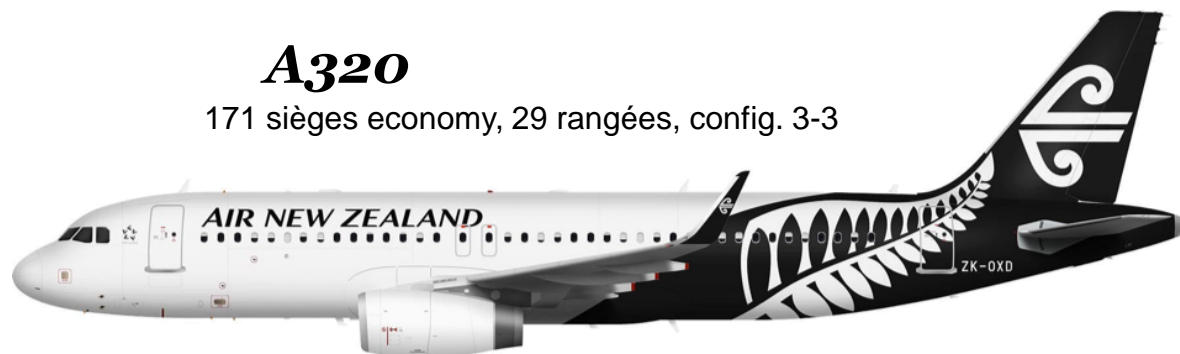 A320
171 sièges economy, 29 rangées, config. 3-3
AIR NEW ZEALAND
ZK-OXD